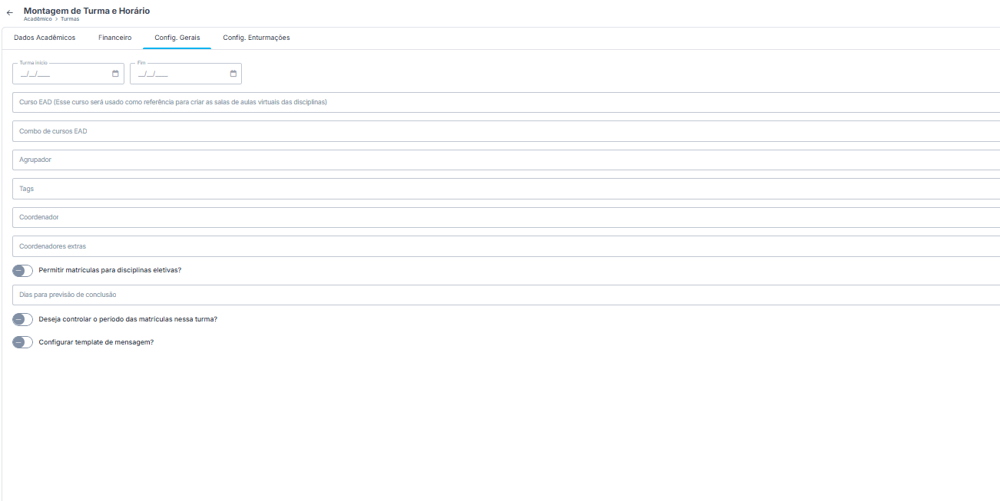 Montagem de Turma e Horário
Acadêmico > Turmas
Dados Acadêmicos Financeiro Config. Gerais Config. Enturmações
Turma início Fim
__/__/____ __/__/____
Curso EAD (Esse curso será usado como referência para criar as salas de aulas virtuais das disciplinas)
Combo de cursos EAD
Agrupador
Tags
Coordenador
Coordenadores extras
Permitir matrículas para disciplinas eletivas?
Dias para previsão de conclusão
Deseja controlar o período das matrículas nessa turma?
Configurar template de mensagem?